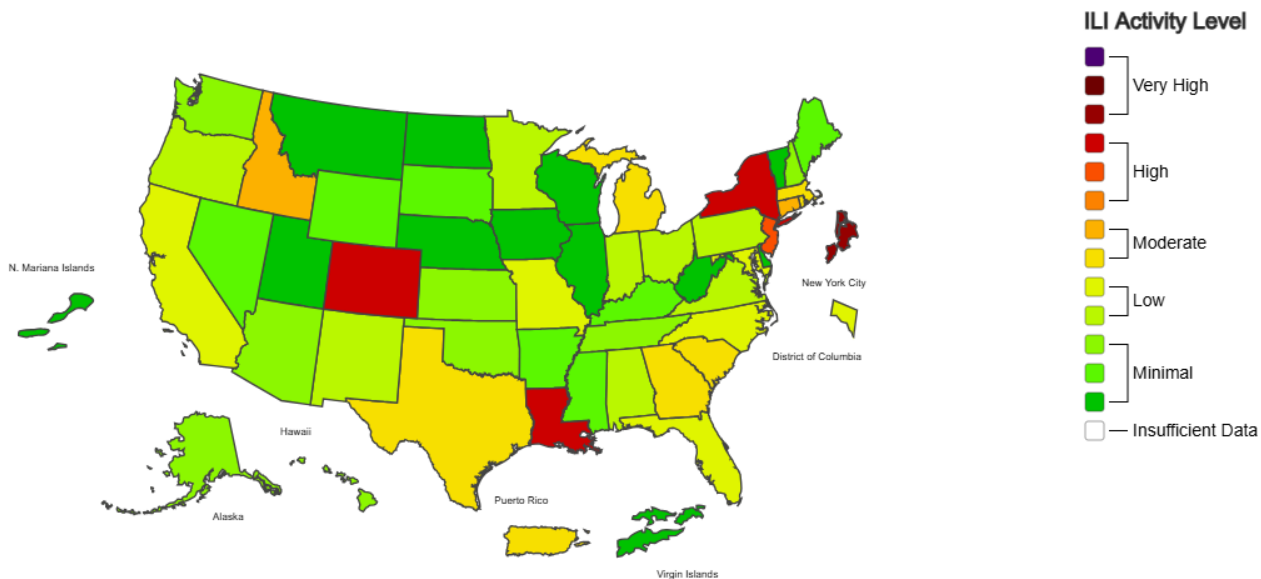 ILI Activity Level
Very High
High
Moderate
Low
Minimal
Insufficient Data
N. Mariana Islands
New York City
District of Columbia
Hawaii
Alaska
Puerto Rico
Virgin Islands